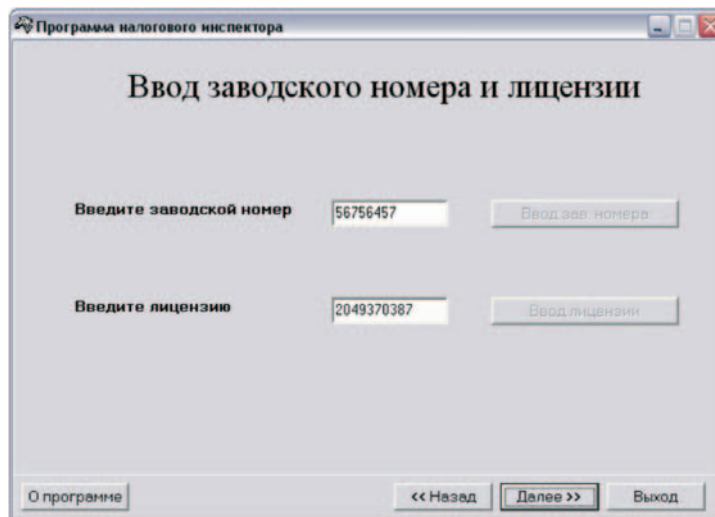 Программа налогового инспектора
Ввод заводского номера и лицензии
Введите заводской номер 56756457 Ввод зав. номера
Введите лицензию 2049370387 Ввод лицензии
О программе << Назад Далее >> Выход